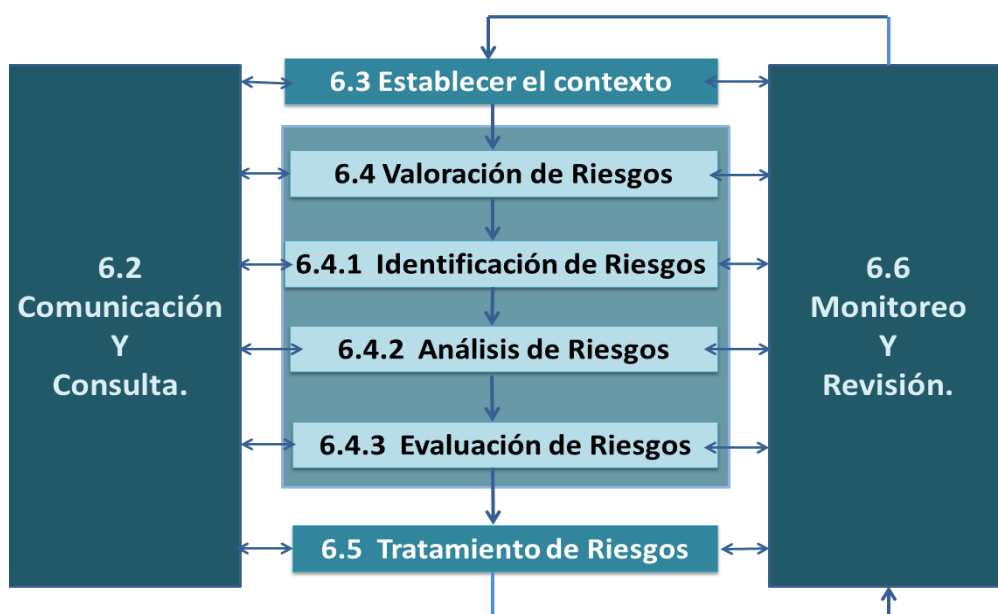 6.3 Establecer el contexto
6.4 Valoración de Riesgos
6.4.1 Identificación de Riesgos
6.4.2 Análisis de Riesgos
6.4.3 Evaluación de Riesgos
6.5 Tratamiento de Riesgos
6.2
Comunicación
Y
Consulta.
6.6
Monitoreo
Y
Revisión.